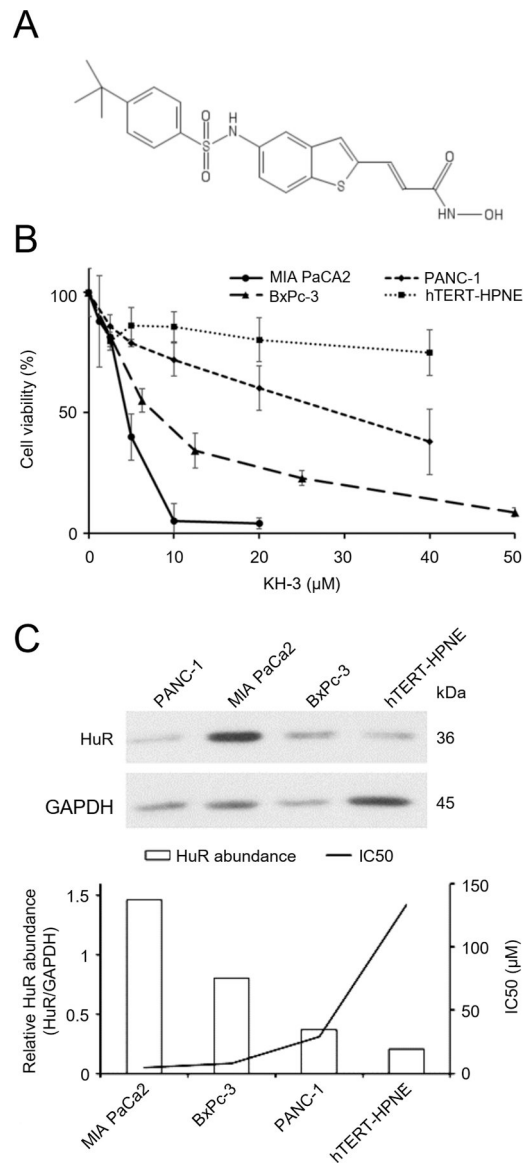 A
H
N
O
S
O
S
O
HN
OH
B
MIA PaCA2
PANC-1
BxPc-3
hTERT-HPNE
Cell viability (%)
100
50
0
0
10
20
30
40
50
KH-3 (μM)
C
PANC-1
MIA PaCa2
BxPc-3
hTERT-HPNE
kDa
HuR
36
GAPDH
45
HuR abundance
IC50
Relative HuR abundance
(HuR/GAPDH)
1.5
1
0.5
0
150
100
50
0
IC50 (μM)
MIA PaCa2
BxPc-3
PANC-1
hTERT-HPNE